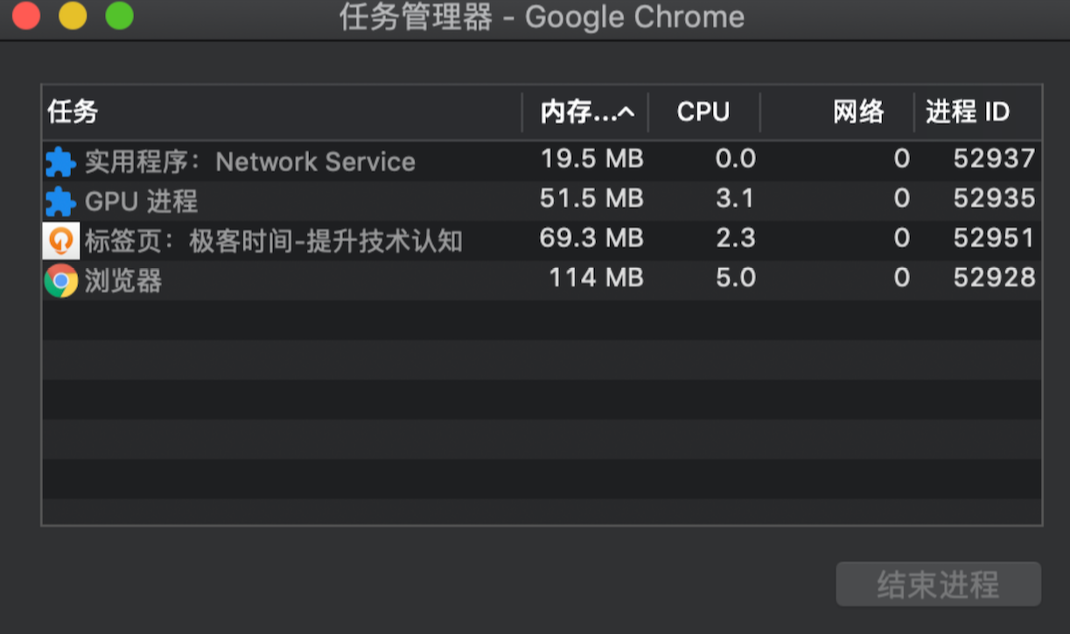 任务管理器 - Google Chrome
任务 内存... CPU 网络 进程 ID
实用程序：Network Service 19.5 MB 0.0 0 52937
GPU 进程 51.5 MB 3.1 0 52935
标签页：极客时间-提升技术认知 69.3 MB 2.3 0 52951
浏览器 114 MB 5.0 0 52928
结束进程